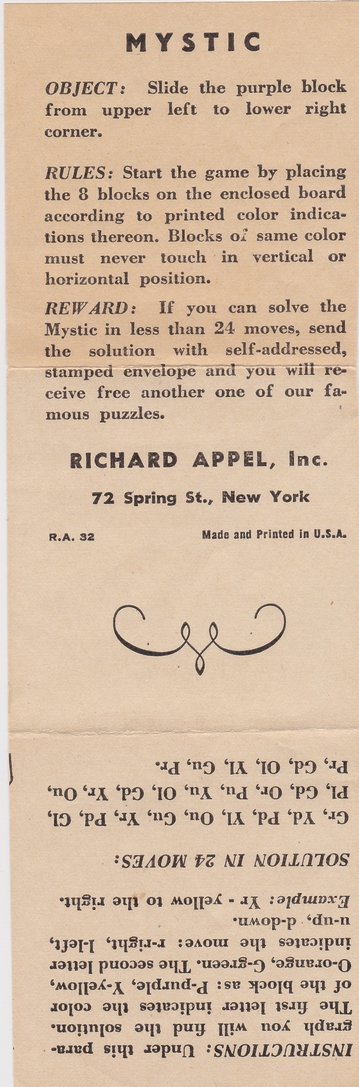 MYSTIC
OBJECT: Slide the purple block
from upper left to lower right
corner.
RULES: Start the game by placing
the 8 blocks on the enclosed board
according to printed color indica-
tions thereon. Blocks of same color
must never touch in vertical or
horizontal position.
REWARD: If you can solve the
Mystic in less than 24 moves, send
the solution with self-addressed,
stamped envelope and you will re-
ceive free another one of our fa-
mous puzzles.
RICHARD APPEL, Inc.
72 Spring St., New York
R.A. 32 Made and Printed in U.S.A.
INSTRUCTIONS: Under this para-
graph you will find the solution.
The first letter indicates the color
of the block as: P-purple, Y-yellow,
O-orange, G-green. The second letter
indicates the move: r-right, l-left,
u-up, d-down.
Example: Yr - yellow to the right.
SOLUTION IN 24 MOVES:
Gr, Yd, Pd, Yl, Ou, Gu, Yr, Pd, Gl,
Pl, Gd, Or, Pu, Yu, Ol, Gd, Yr, Ou,
Pr, Gd, Ol, Yl, Gu, Pr.